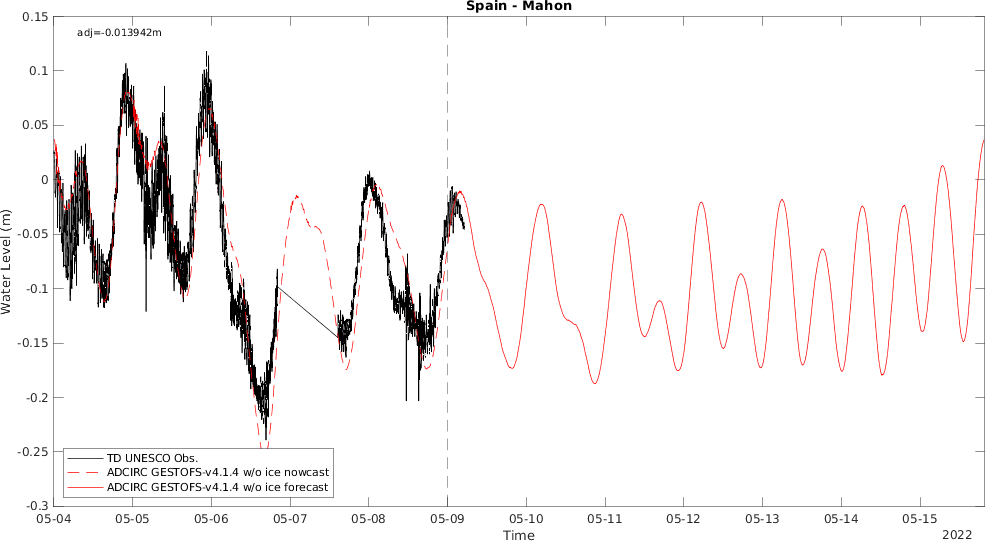 Spain - Mahon
adj=-0.013942m
Water Level (m)
0.15
0.1
0.05
0
-0.05
-0.1
-0.15
-0.2
-0.25
-0.3
TD UNESCO Obs.
ADCIRC GESTOFS-v4.1.4 w/o ice nowcast
ADCIRC GESTOFS-v4.1.4 w/o ice forecast
05-04 05-05 05-06 05-07 05-08 05-09 05-10 05-11 05-12 05-13 05-14 05-15
Time
2022